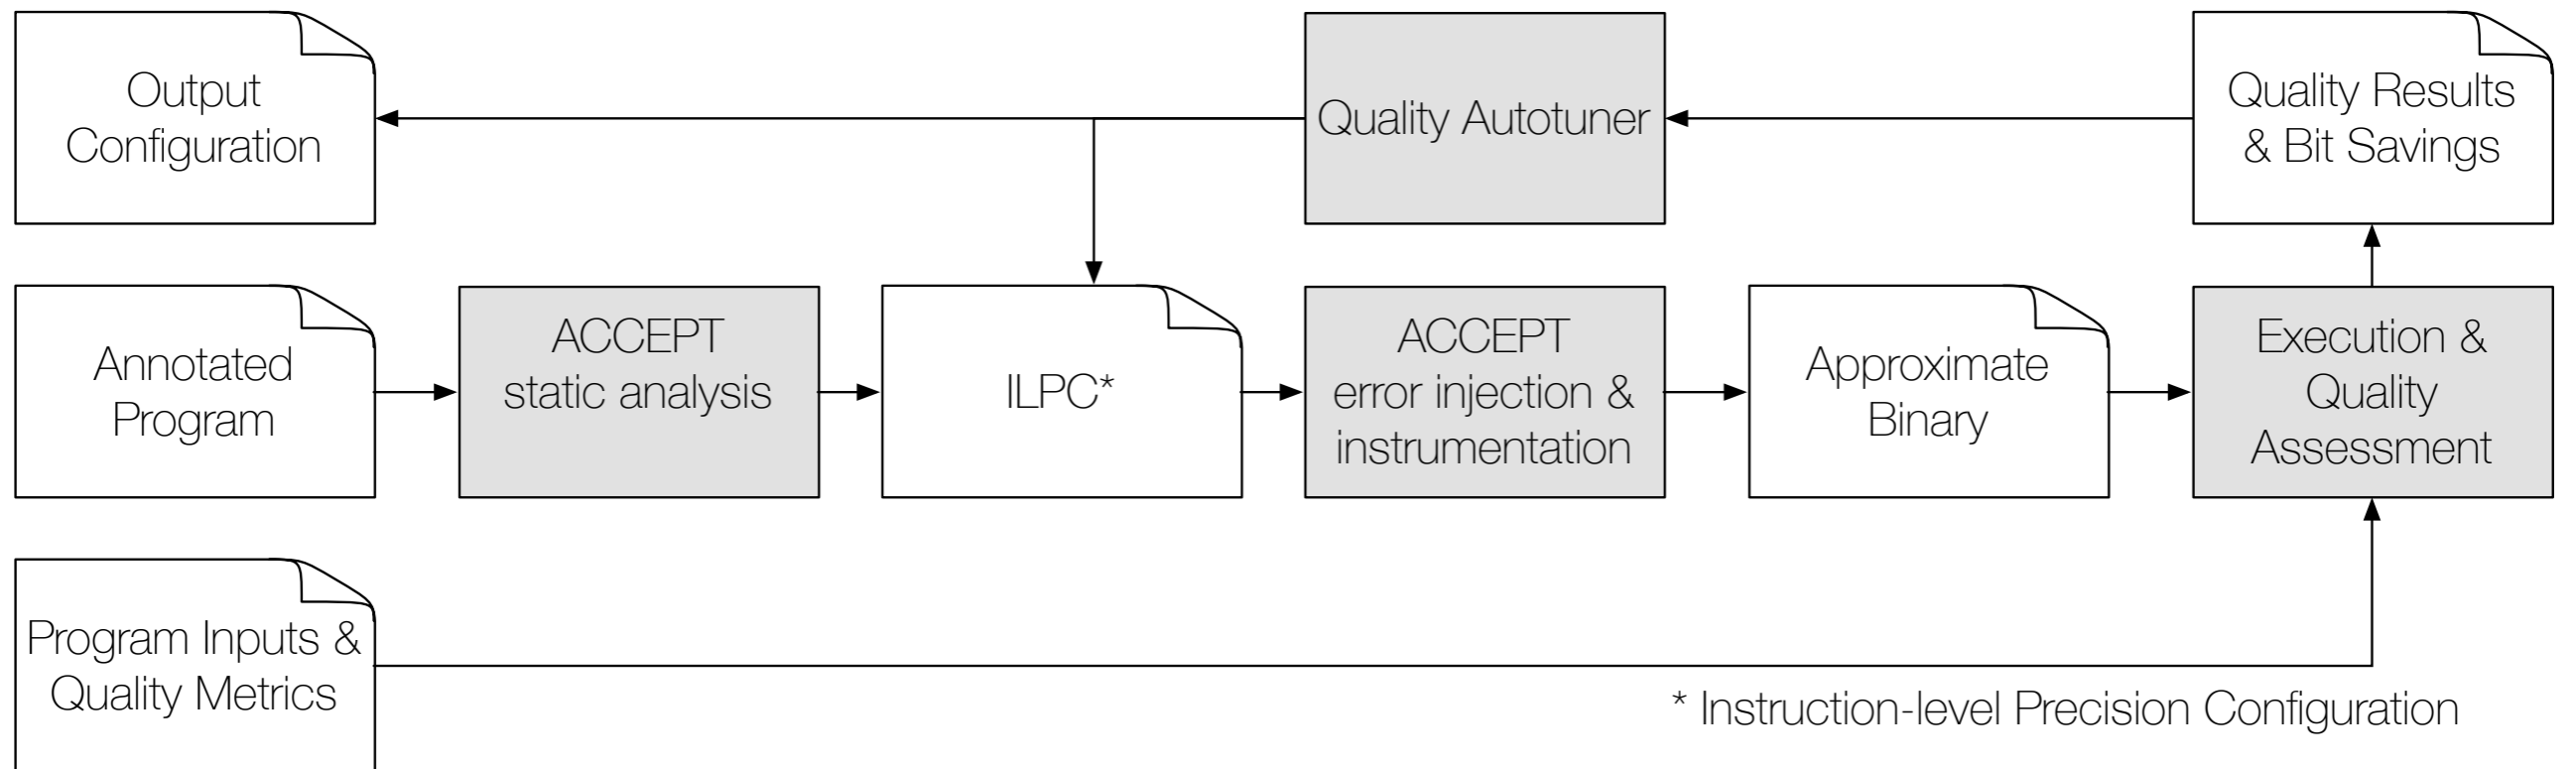 Output
Configuration
Quality Autotuner
Quality Results
& Bit Savings
Annotated
Program
ACCEPT
static analysis
ILPC*
ACCEPT
error injection &
instrumentation
Approximate
Binary
Execution &
Quality
Assessment
Program Inputs &
Quality Metrics
* Instruction-level Precision Configuration